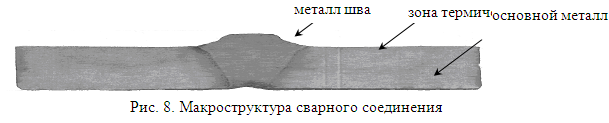 металл шва
зона термич
основной металл
Рис. 8. Макроструктура сварного соединения